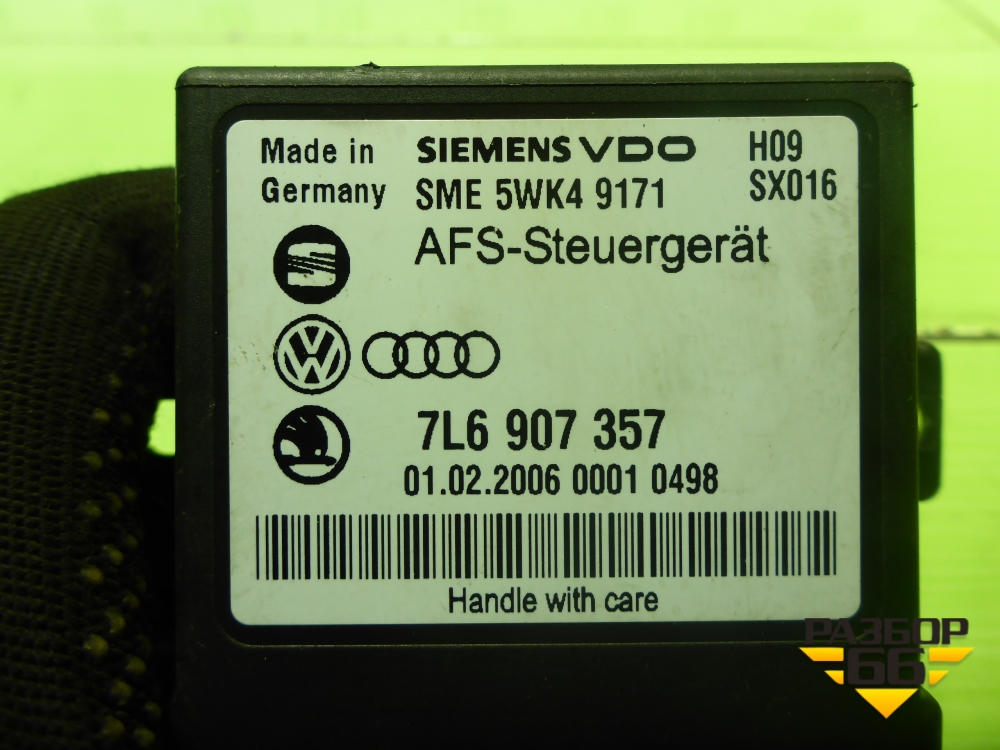 Made in
Germany
SIEMENS VDO
SME 5WK4 9171
H09
SX016
AFS-Steuergerät
7L6 907 357
01.02.2006 0001 0498
Handle with care
РАЗБОР
66